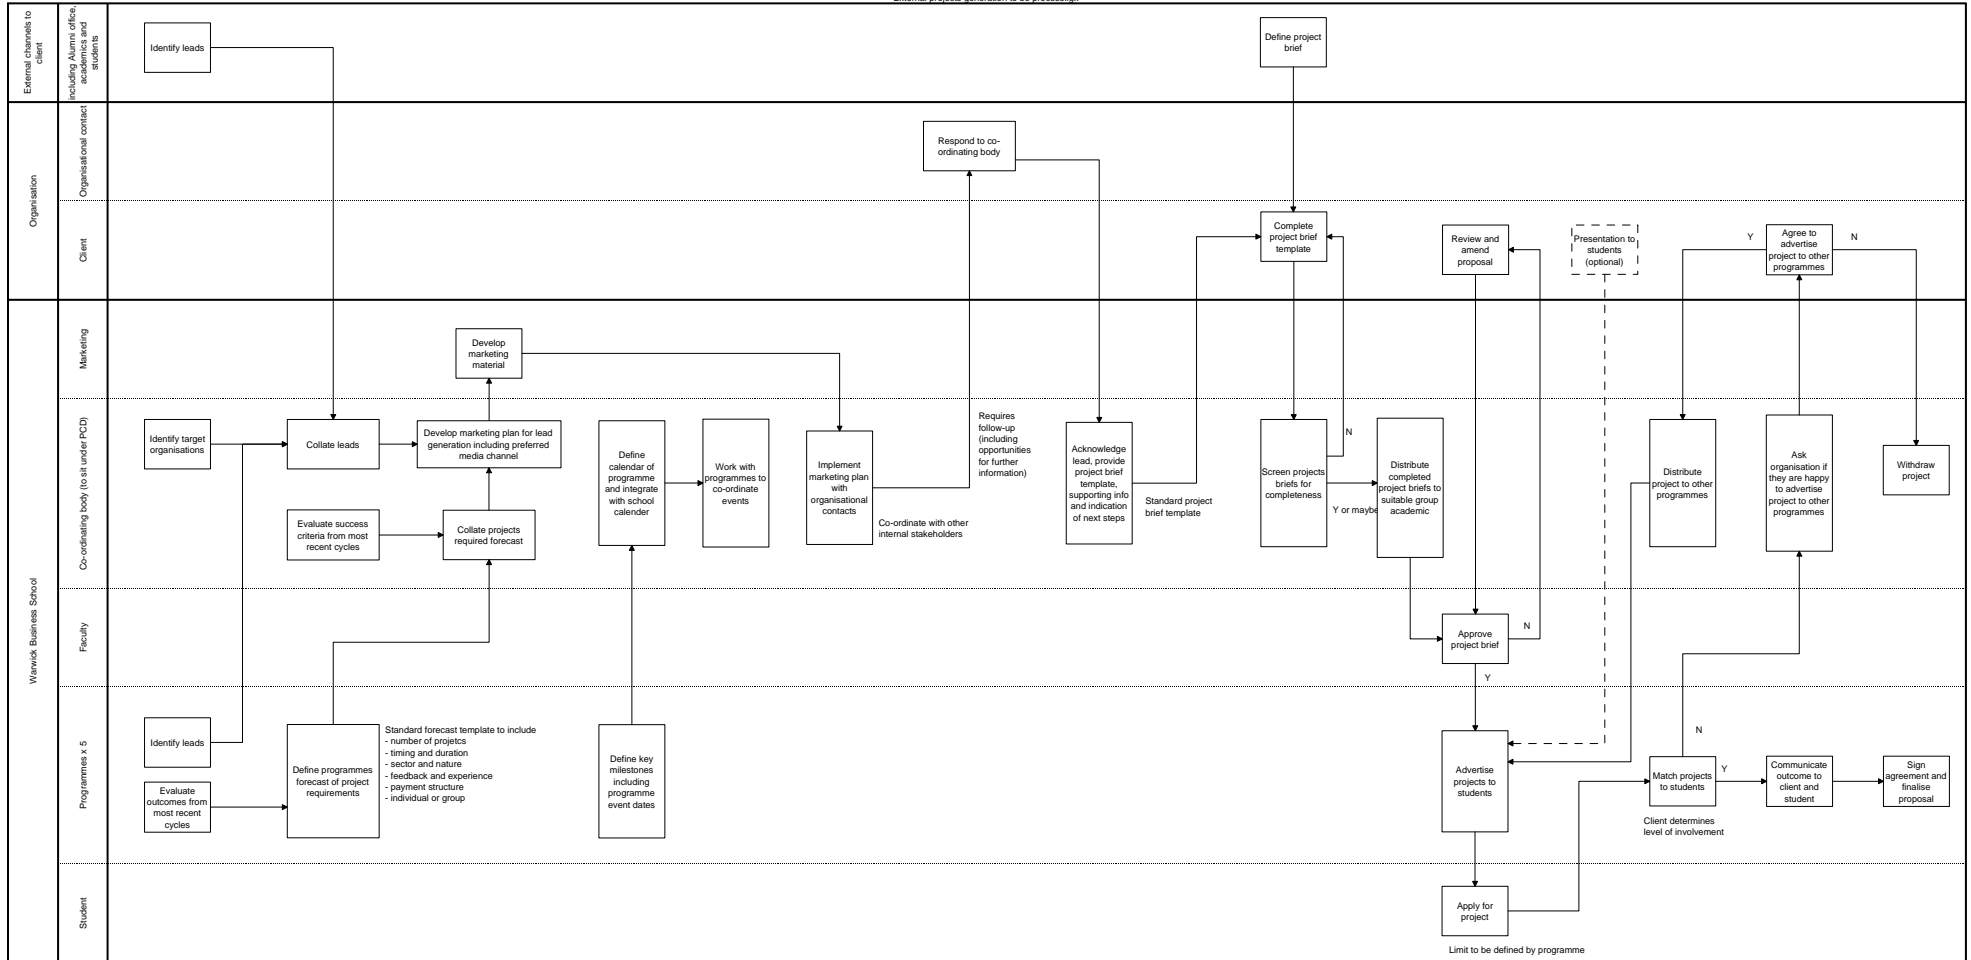 External projects generation to be processlign
External channels to
client
including Alumni office,
academics and
students
Identify leads
Define project
brief
Organisation
Organisational contact
Respond to co-
ordinating body
Client
Complete
project brief
template
Review and
amend
proposal
Presentation to
students
(optional)
Y
Agree to
advertise
project to other
programmes
N
Warwick Business School
Marketing
Develop
marketing
material
Co-ordinating body (to sit under PCD)
Identify target
organisations
Collate leads
Develop marketing plan for lead
generation including preferred
media channel
Evaluate success
criteria from most
recent cycles
Collate projects
required forecast
Define
calendar of
programme
and integrate
with school
calender
Work with
programmes to
co-ordinate
events
Implement
marketing plan
with
organisational
contacts
Co-ordinate with other
internal stakeholders
Requires
follow-up
(including
opportunities
for further
information)
Acknowledge
lead, provide
project brief
template,
supporting info
and indication
of next steps
Standard project
brief template
Screen projects
briefs for
completeness
N
Y or maybe
Distribute
completed
project briefs to
suitable group
academic
Distribute
project to other
programmes
Ask
organisation if
they are happy
to advertise
project to other
programmes
Withdraw
project
Faculty
Approve
project brief
N
Y
Programmes x 5
Identify leads
Evaluate
outcomes from
most recent
cycles
Define programmes
forecast of project
requirements
Standard forecast template to include
- number of projetcs
- timing and duration
- sector and nature
- feedback and experience
- payment structure
- individual or group
Define key
milestones
including
programme
event dates
Advertise
projects to
students
N
Match projects
to students
Y
Client determines
level of involvement
Communicate
outcome to
client and
student
Sign
agreement and
finalise
proposal
Student
Apply for
project
Limit to be defined by programme